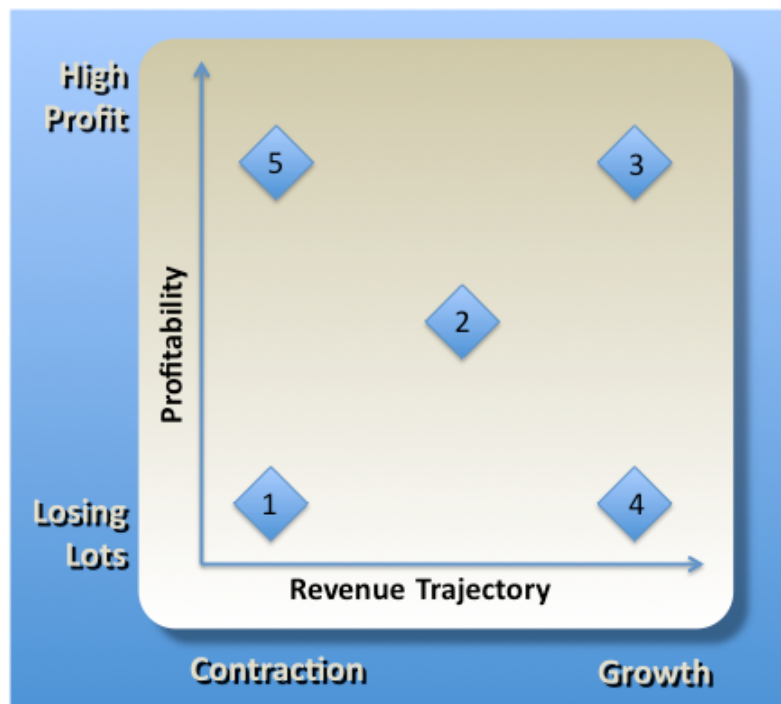 High
Profit
5
3
2
Profitability
1
4
Losing
Lots
Revenue Trajectory
Contraction
Growth